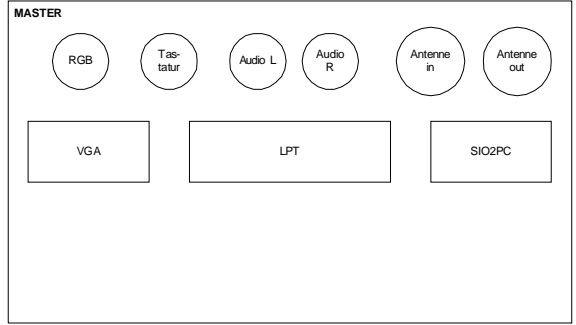 MASTER
RGB
Tas-
tatur
Audio L
Audio
R
Antenne
in
Antenne
out
VGA
LPT
SIO2PC